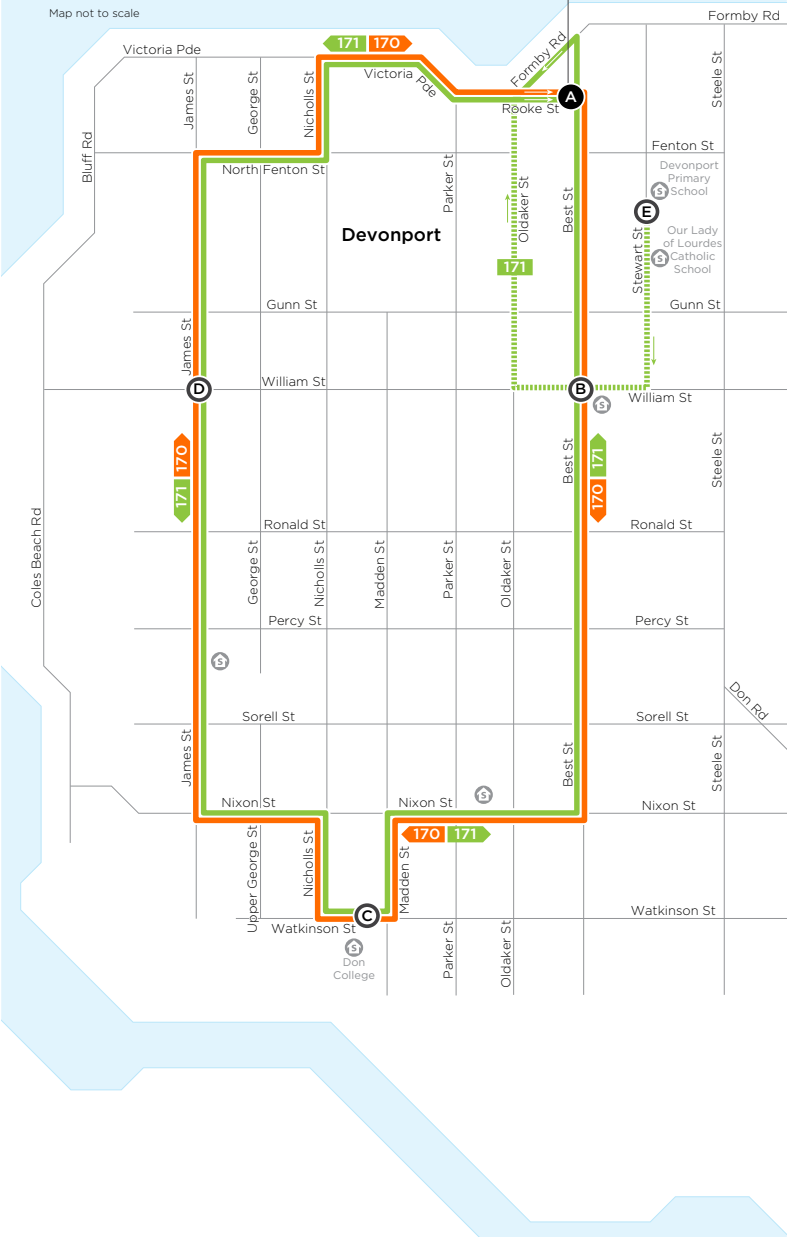 Map not to scale
Formby Rd
Victoria Pde
171 170
Formby Rd
Victoria Pde
Rooke St
A
James St
George St
Nicholls St
Steele St
Bluff Rd
North Fenton St
Fenton St
Parker St
Oldaker St
Best St
Devonport
Primary
School
S
E
Stewart St
Our Lady
of Lourdes
Catholic
School
S
Devonport
171
Gunn St
Gunn St
James St
D
William St
B
William St
S
171 170
Best St
170 171
Steele St
Coles Beach Rd
Ronald St
Ronald St
George St
Nicholls St
Madden St
Parker St
Oldaker St
Percy St
Percy St
S
Don Rd
Sorell St
Sorell St
James St
Best St
Steele St
S
Nixon St
Nixon St
Nixon St
170 171
Upper George St
Nicholls St
Madden St
C
Watkinson St
Watkinson St
Parker St
Oldaker St
S
Don
College